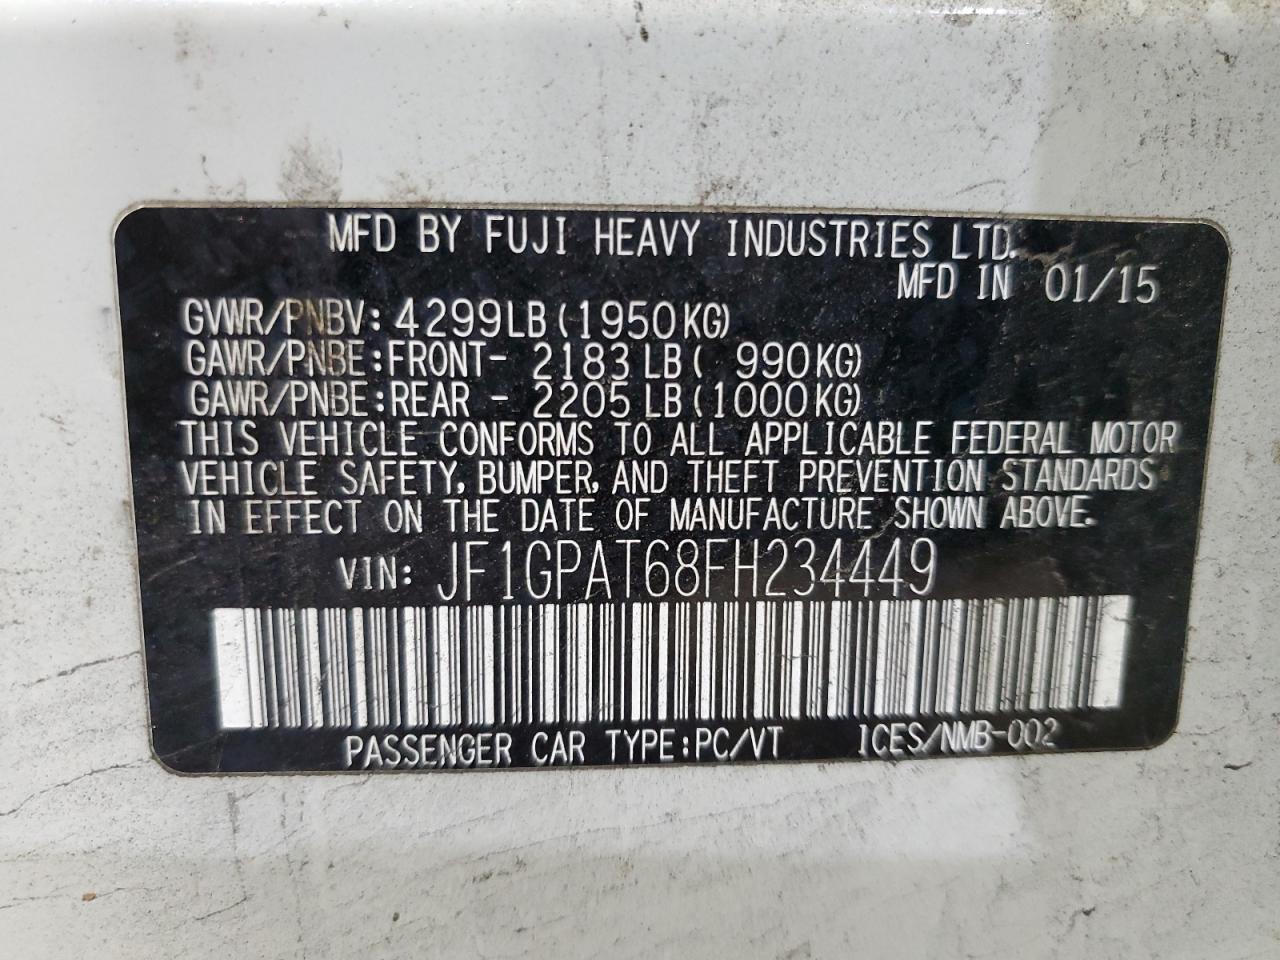 MFD BY FUJI HEAVY INDUSTRIES LTD.
MFD IN 01/15
GVWR/PNBV: 4299LB (1950KG)
GAWR/PNBE: FRONT- 2183 LB ( 990KG)
GAWR/PNBE: REAR - 2205 LB (1000KG)
THIS VEHICLE CONFORMS TO ALL APPLICABLE FEDERAL MOTOR
VEHICLE SAFETY, BUMPER, AND THEFT PREVENTION STANDARDS
IN EFFECT ON THE DATE OF MANUFACTURE SHOWN ABOVE.
VIN: JF1GPAT68FH234449
PASSENGER CAR TYPE: PC/VT ICES/NMB-002